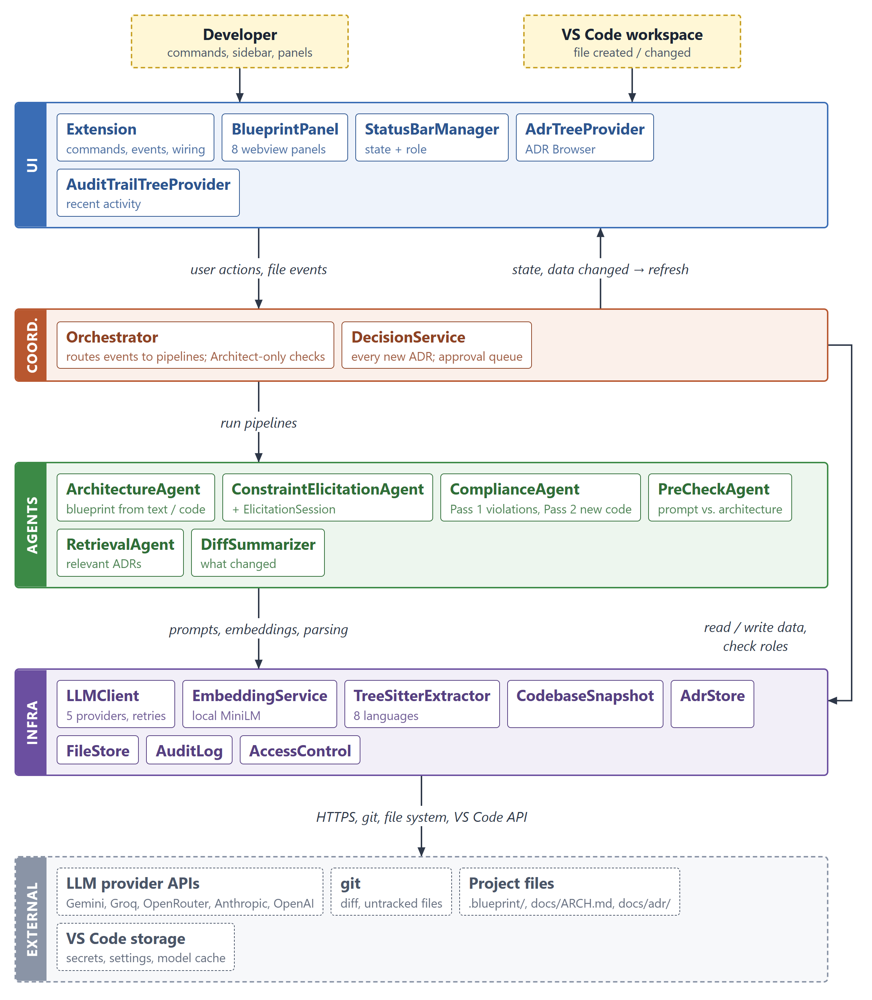 Developer
commands, sidebar, panels
VS Code workspace
file created / changed
UI
Extension
commands, events, wiring
BlueprintPanel
8 webview panels
StatusBarManager
state + role
AdrTreeProvider
ADR Browser
AuditTrailTreeProvider
recent activity
user actions, file events
state, data changed → refresh
COORD.
Orchestrator
routes events to pipelines; Architect-only checks
DecisionService
every new ADR; approval queue
run pipelines
AGENTS
ArchitectureAgent
blueprint from text / code
ConstraintElicitationAgent
+ ElicitationSession
ComplianceAgent
Pass 1 violations, Pass 2 new code
PreCheckAgent
prompt vs. architecture
RetrievalAgent
relevant ADRs
DiffSummarizer
what changed
prompts, embeddings, parsing
read / write data,
check roles
INFRA
LLMClient
5 providers, retries
EmbeddingService
local MiniLM
TreeSitterExtractor
8 languages
CodebaseSnapshot
AdrStore
FileStore
AuditLog
AccessControl
HTTPS, git, file system, VS Code API
EXTERNAL
LLM provider APIs
Gemini, Groq, OpenRouter, Anthropic, OpenAI
git
diff, untracked files
Project files
.blueprint/, docs/ARCH.md, docs/adr/
VS Code storage
secrets, settings, model cache